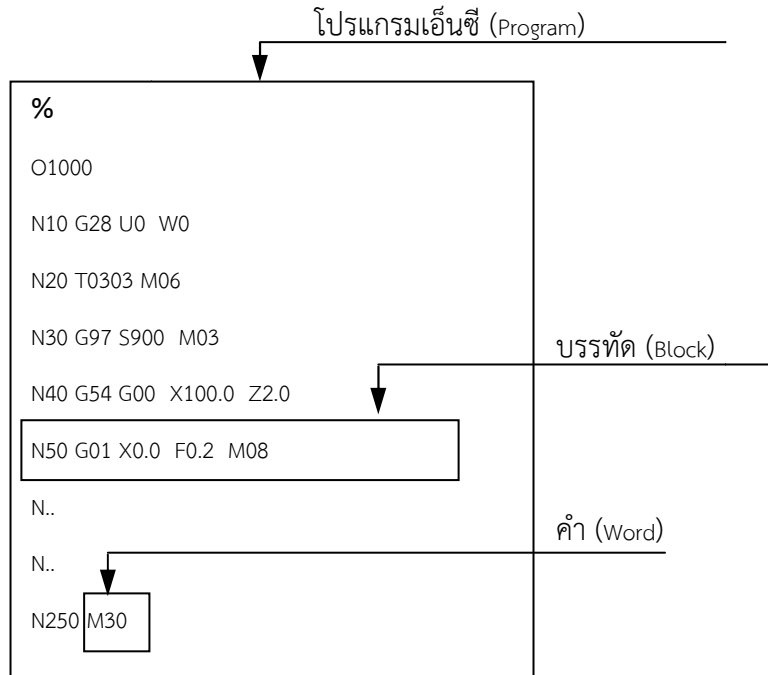 โปรแกรมเอ็นซี (Program)
%
O1000
N10 G28 U0 W0
N20 T0303 M06
N30 G97 S900 M03
บรรทัด (Block)
N40 G54 G00 X100.0 Z2.0
N50 G01 X0.0 F0.2 M08
N..
คำ (Word)
N..
N250 M30